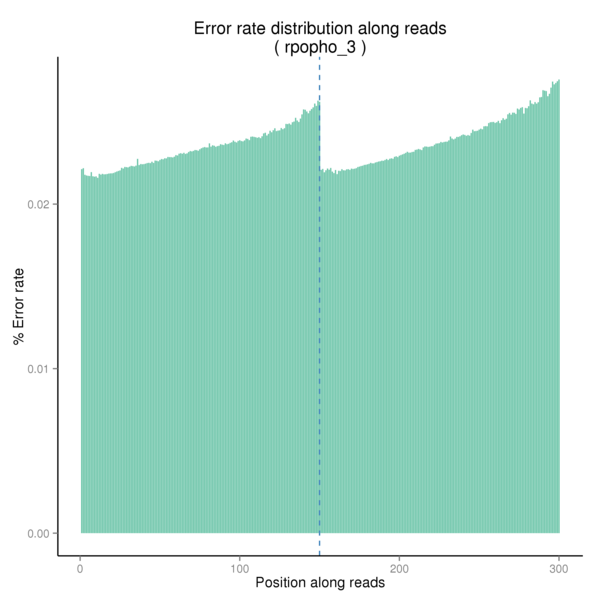 Error rate distribution along reads
( rpopho_3 )
% Error rate
0.02
0.01
0.00
0
100
200
300
Position along reads